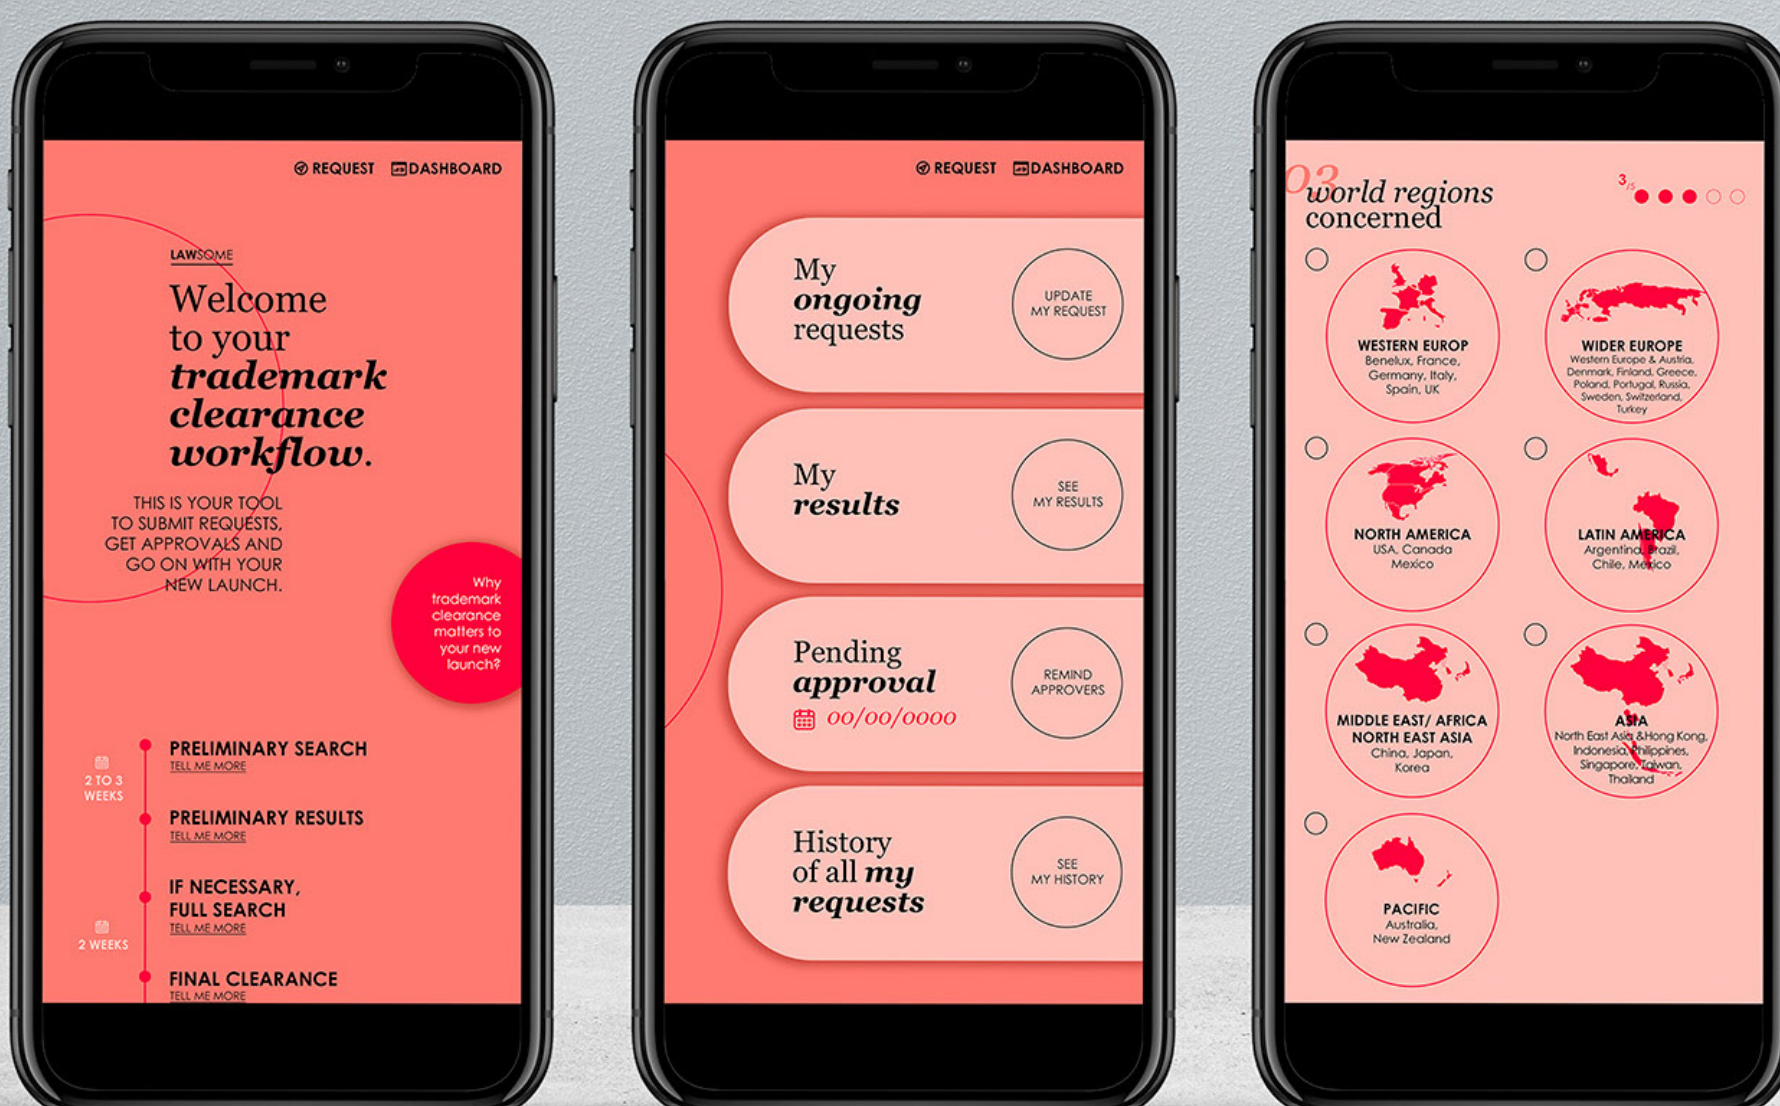 REQUEST DASHBOARD
LAWSOME
Welcome
to your
trademark
clearance
workflow.
THIS IS YOUR TOOL
TO SUBMIT REQUESTS,
GET APPROVALS AND
GO ON WITH YOUR
NEW LAUNCH.
Why
trademark
clearance
matters to
your new
launch?
2 TO 3
WEEKS
PRELIMINARY SEARCH
TELL ME MORE
PRELIMINARY RESULTS
TELL ME MORE
IF NECESSARY,
FULL SEARCH
TELL ME MORE
2 WEEKS
FINAL CLEARANCE
TELL ME MORE
REQUEST DASHBOARD
My
ongoing
requests
UPDATE
MY REQUEST
My
results
SEE
MY RESULTS
Pending
approval
00/00/0000
REMIND
APPROVERS
History
of all my
requests
SEE
MY HISTORY
03
world regions
concerned
3/5
WESTERN EUROP
Benelux, France,
Germany, Italy,
Spain, UK
WIDER EUROPE
Western Europe & Austria,
Denmark, Finland, Greece,
Poland, Portugal, Russia,
Sweden, Switzerland,
Turkey
NORTH AMERICA
USA, Canada
Mexico
LATIN AMERICA
Argentina, Brazil,
Chile, Mexico
MIDDLE EAST/ AFRICA
NORTH EAST ASIA
China, Japan,
Korea
ASIA
North East Asia &Hong Kong,
Indonesia, Philippines,
Singapore, Taiwan,
Thailand
PACIFIC
Australia,
New Zealand